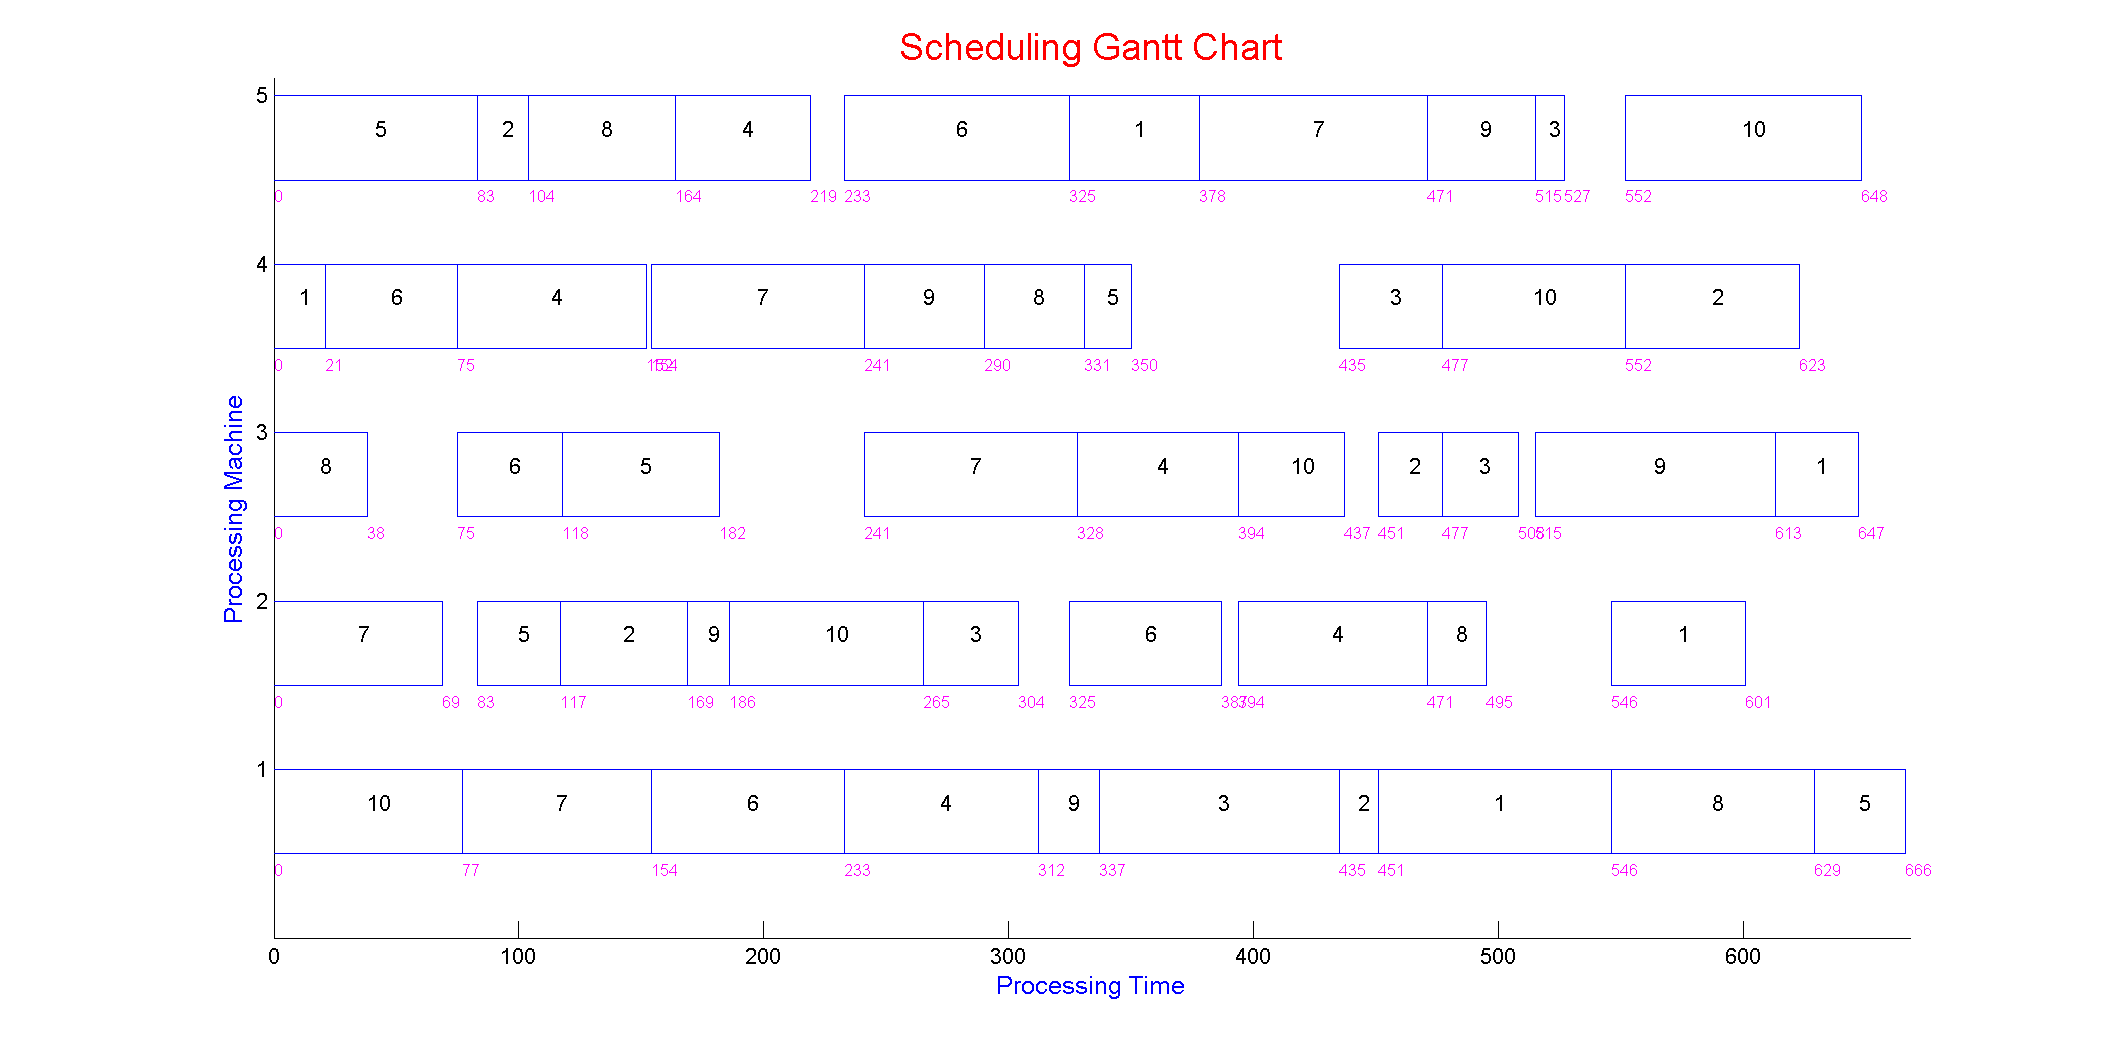 Scheduling Gantt Chart
5
5 2 8 4 6 1 7 9 3 10
0 83 104 164 219 233 325 378 471 515 527 552 648
4
1 6 4 7 9 8 5 3 10 2
0 21 75 152 154 241 290 331 350 435 477 552 623
3
8 6 5 7 4 10 2 3 9 1
0 38 75 118 182 241 328 394 437 451 477 508 515 613 647
2
7 5 2 9 10 3 6 4 8 1
0 69 83 117 169 186 265 304 325 387 394 471 495 546 601
1
10 7 6 4 9 3 2 1 8 5
0 77 154 233 312 337 435 451 546 629 666
0 100 200 300 400 500 600
Processing Time
Processing Machine